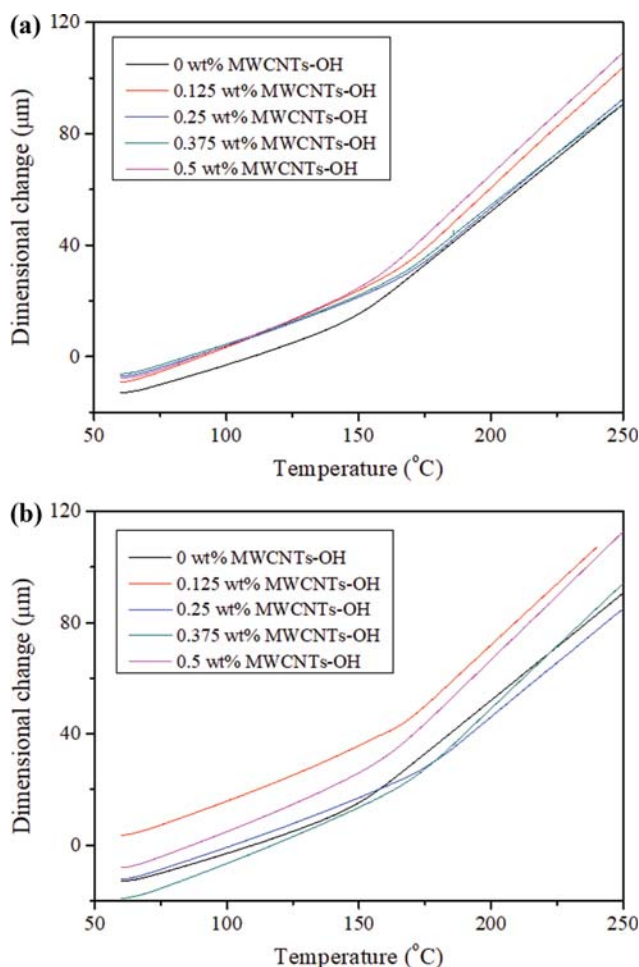 (a)
120
80
40
0
Dimensional change (μm)
0 wt% MWCNTs-OH
0.125 wt% MWCNTs-OH
0.25 wt% MWCNTs-OH
0.375 wt% MWCNTs-OH
0.5 wt% MWCNTs-OH
50
100
150
200
250
Temperature (°C)
(b)
120
80
40
0
Dimensional change (μm)
0 wt% MWCNTs-OH
0.125 wt% MWCNTs-OH
0.25 wt% MWCNTs-OH
0.375 wt% MWCNTs-OH
0.5 wt% MWCNTs-OH
50
100
150
200
250
Temperature (°C)